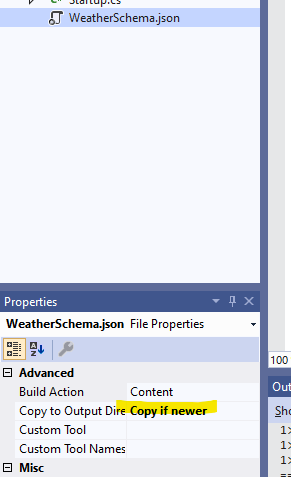 Startup.cs
WeatherSchema.json
Properties
WeatherSchema.json File Properties
Advanced
Build Action Content
Copy to Output Dire Copy if newer
Custom Tool
Custom Tool Names
Misc
100
Out
Sho
1>
1>
1>
==